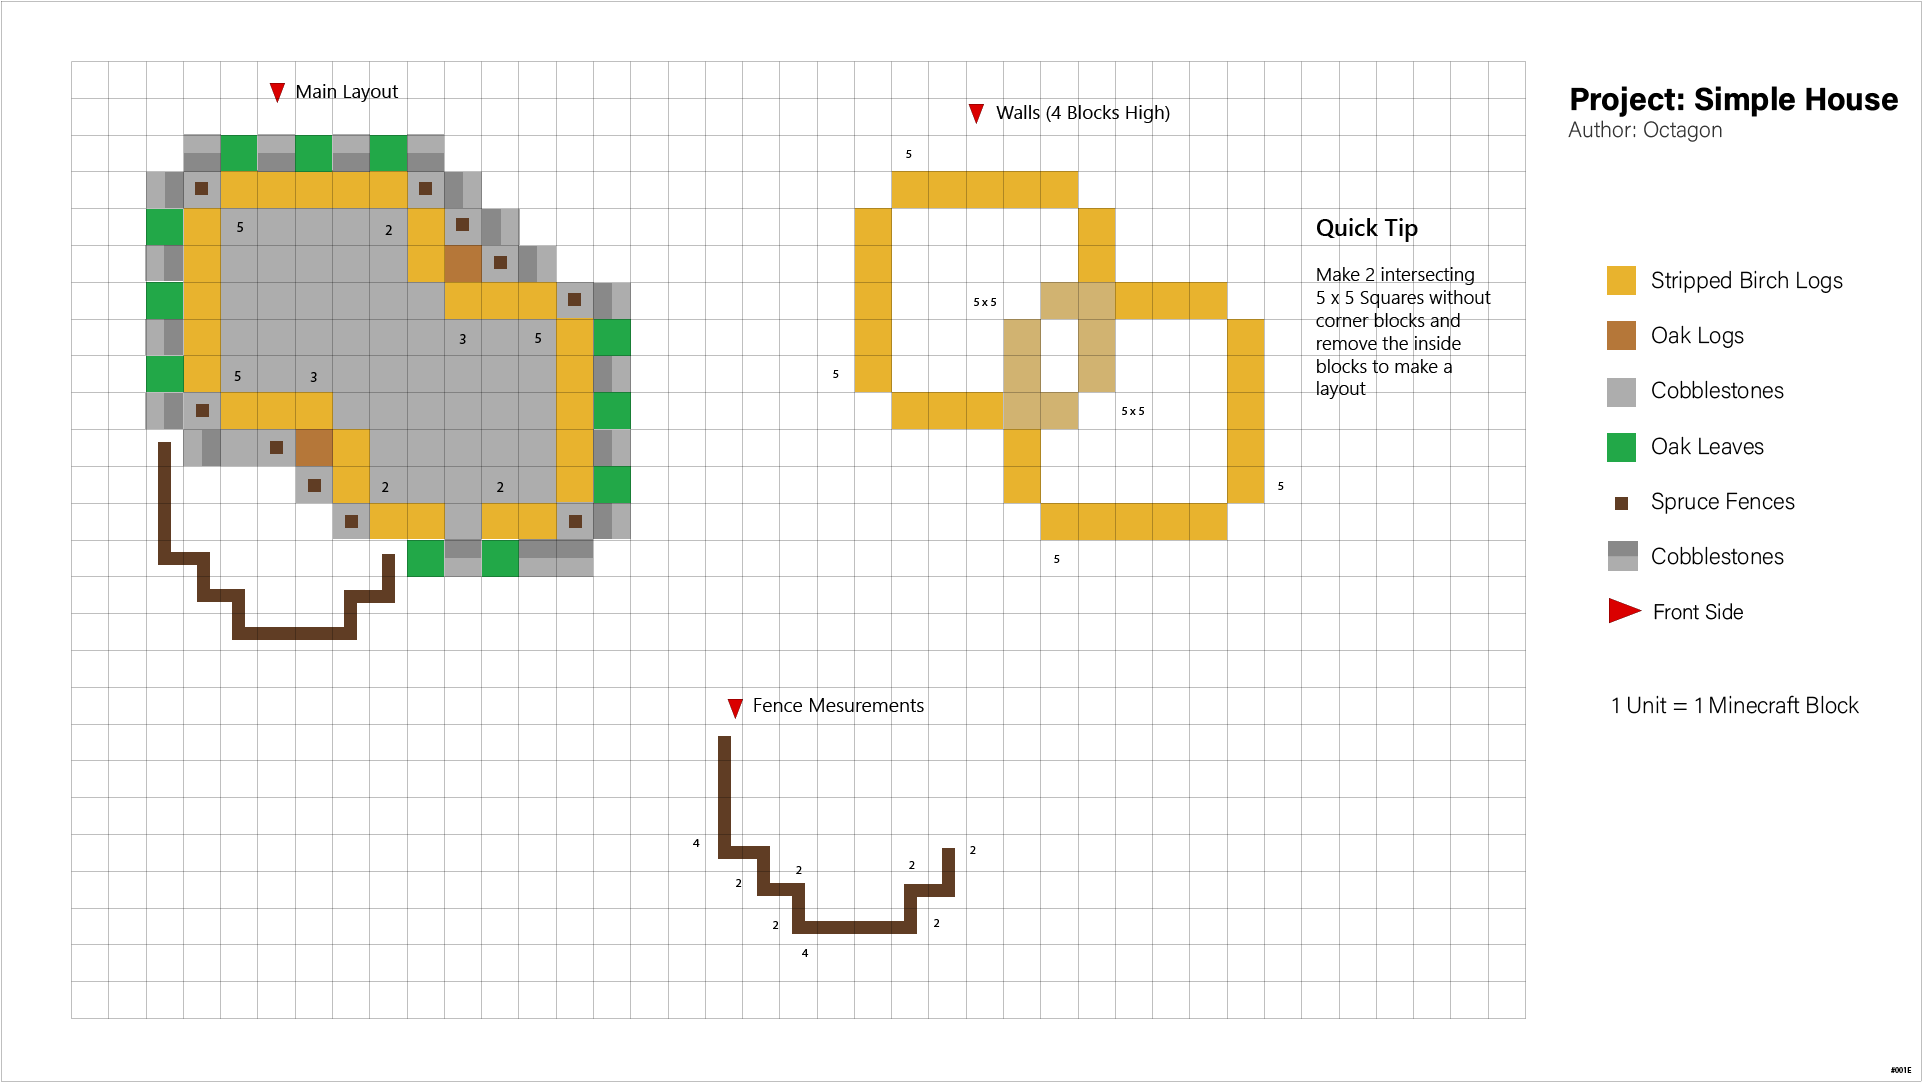 Main Layout
5
2
3
5
5
3
2
2
Walls (4 Blocks High)
5
5 x 5
5
5 x 5
5
5
Quick Tip
Make 2 intersecting
5 x 5 Squares without
corner blocks and
remove the inside
blocks to make a
layout
Fence Mesurements
4
2
2
2
4
2
2
2
Project: Simple House
Author: Octagon
Stripped Birch Logs
Oak Logs
Cobblestones
Oak Leaves
Spruce Fences
Cobblestones
Front Side
1 Unit = 1 Minecraft Block
#001E